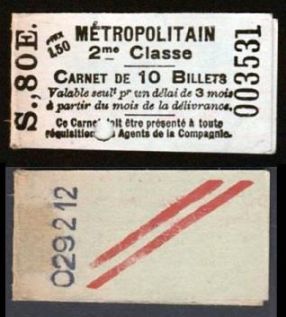 S., 80 E.
PRIX 1.50
MÉTROPOLITAIN
2me Classe
CARNET DE 10 BILLETS
Valable seult pr un délai de 3 mois
à partir du mois de la délivrance.
Ce Carnet doit être présenté à toute
réquisition des Agents de la Compagnie.
003531
029212